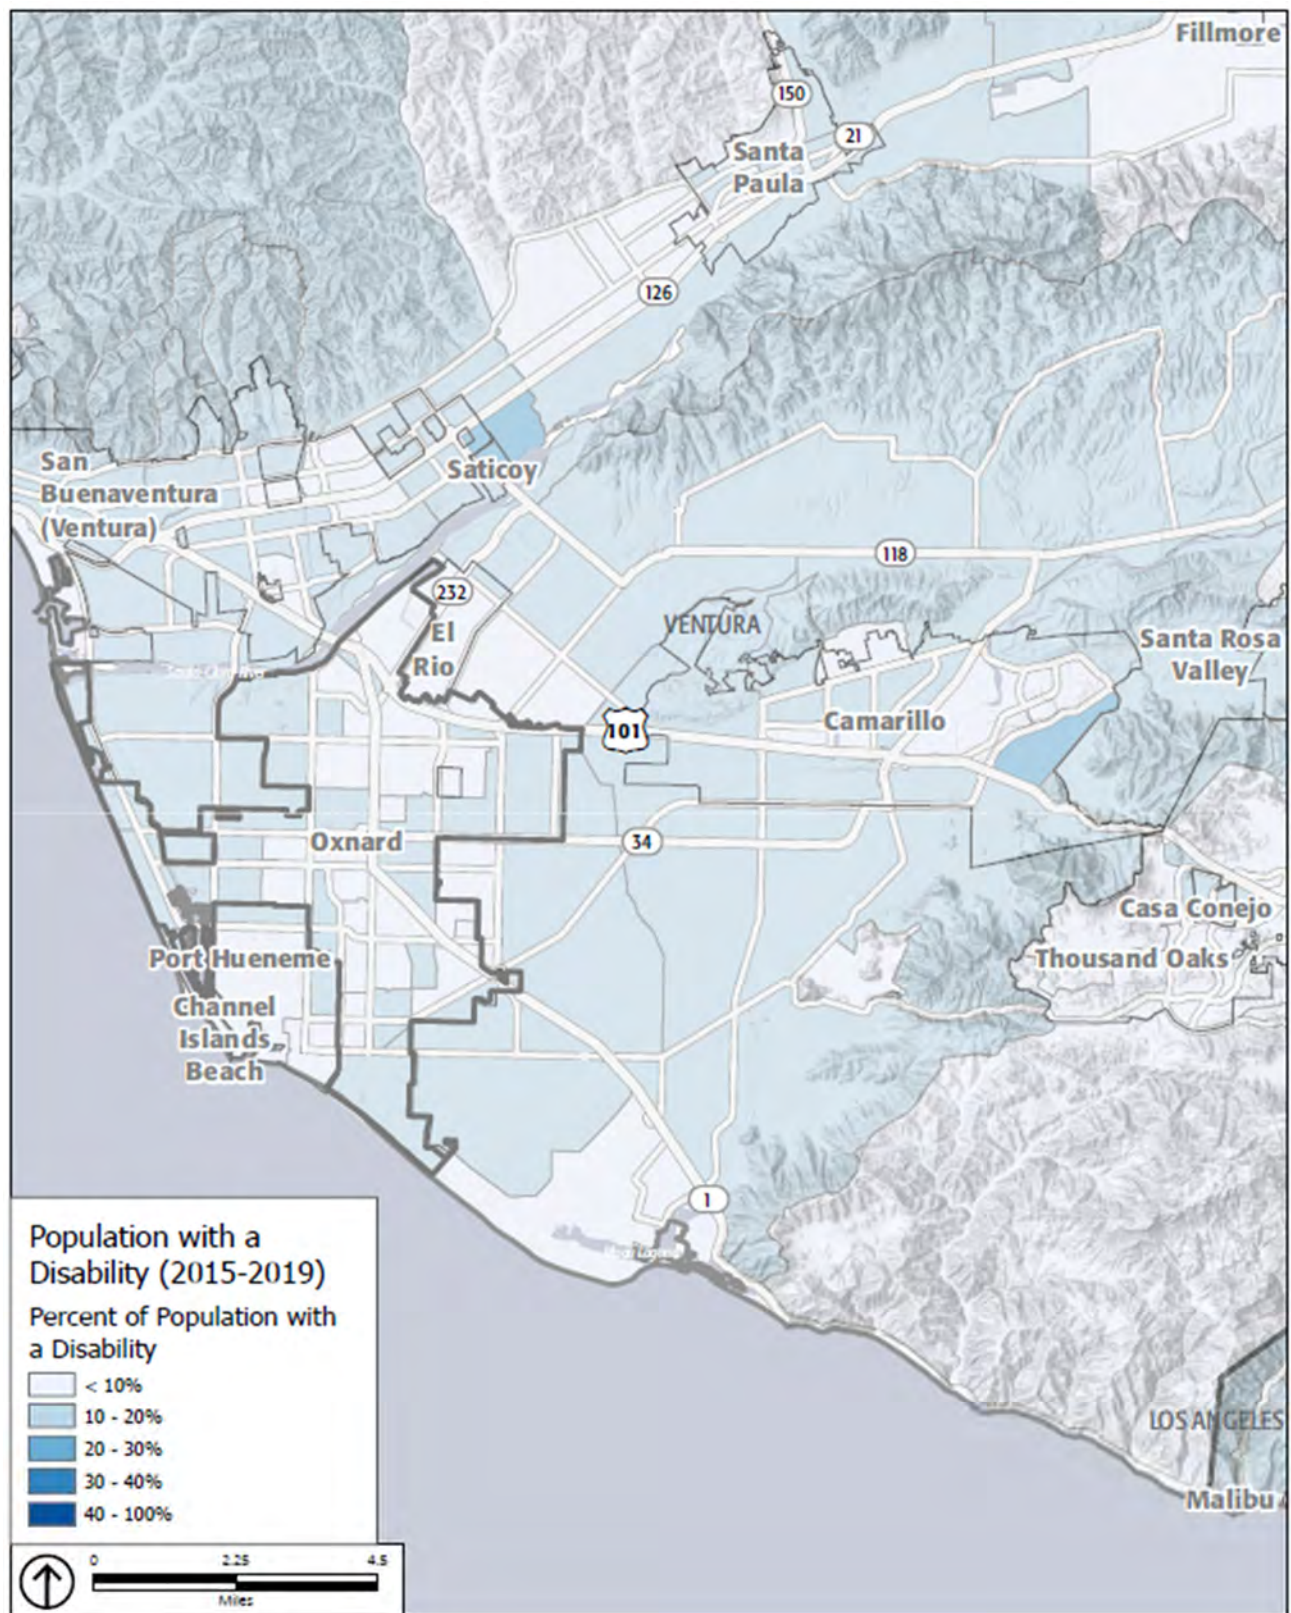 Fillmore
150
21
Santa
Paula
126
San
Buenaventura
(Ventura)
Saticoy
118
232
El
Rio
VENTURA
Santa Rosa
Valley
101
Camarillo
Oxnard
34
Casa Conejo
Thousand Oaks
Port Hueneme
Channel
Islands
Beach
1
LOS ANGELES
Malibu
Population with a
Disability (2015-2019)
Percent of Population with
a Disability
< 10%
10 - 20%
20 - 30%
30 - 40%
40 - 100%
0 2.25 4.5
Miles